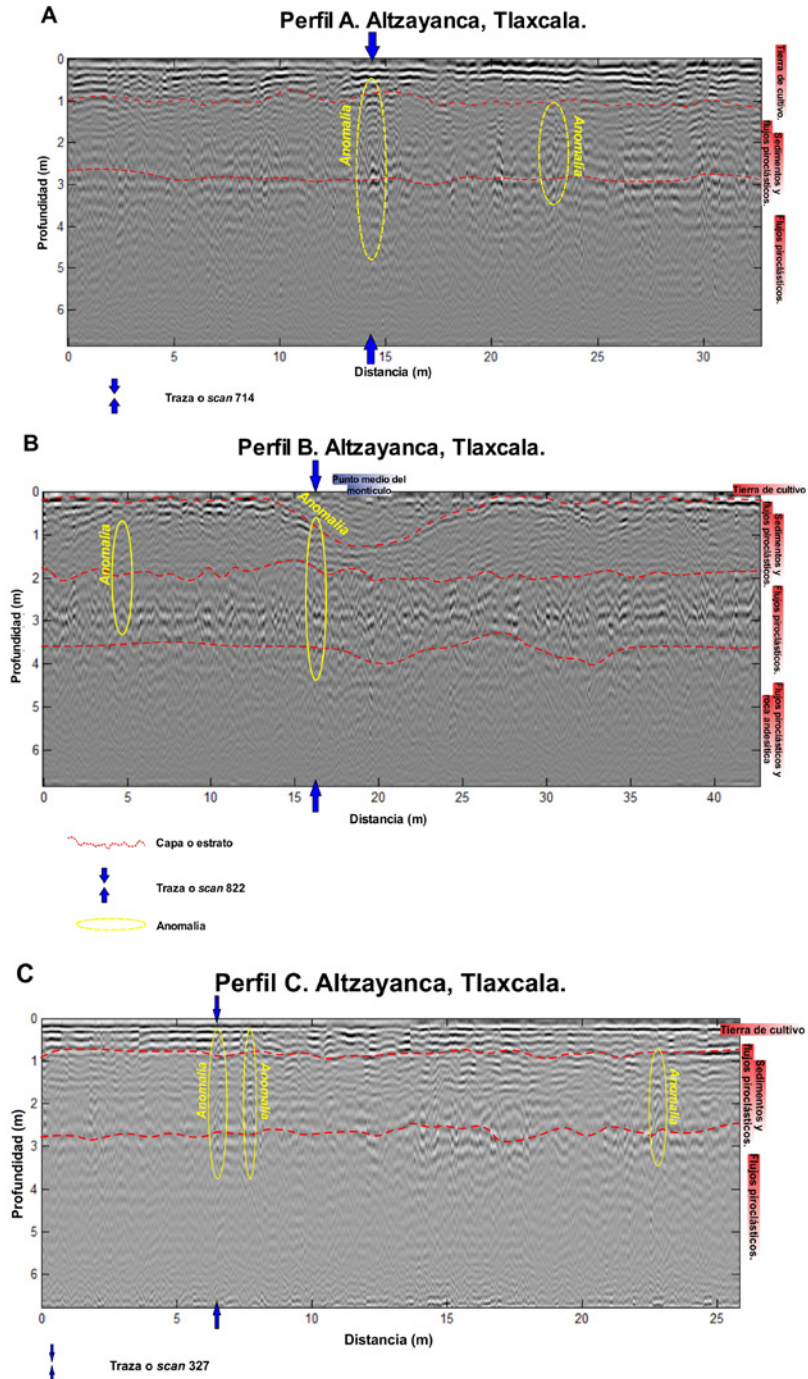 A
Perfil A. Altzayanca, Tlaxcala.
0
1
2
3
4
5
6
Profundidad (m)
Anomalía
Anomalía
Tierra de cultivo.
Sedimentos y
flujos piroclásticos.
Flujos piroclásticos.
0 5 10 15 20 25 30
Distancia (m)
Traza o scan 714
B
Perfil B. Altzayanca, Tlaxcala.
Punto medio del
montículo
0
1
2
3
4
5
6
Profundidad (m)
Anomalía
Anomalía
Tierra de cultivo
Sedimentos y
flujos piroclásticos.
Flujos piroclásticos.
Flujos piroclásticos y
roca andesítica
0 5 10 15 20 25 30 35 40
Distancia (m)
Capa o estrato
Traza o scan 822
Anomalía
C
Perfil C. Altzayanca, Tlaxcala.
0
1
2
3
4
5
6
Profundidad (m)
Anomalía
Anomalía
Anomalía
Tierra de cultivo
Sedimentos y
flujos piroclásticos.
Flujos piroclásticos.
0 5 10 15 20 25
Distancia (m)
Traza o scan 327